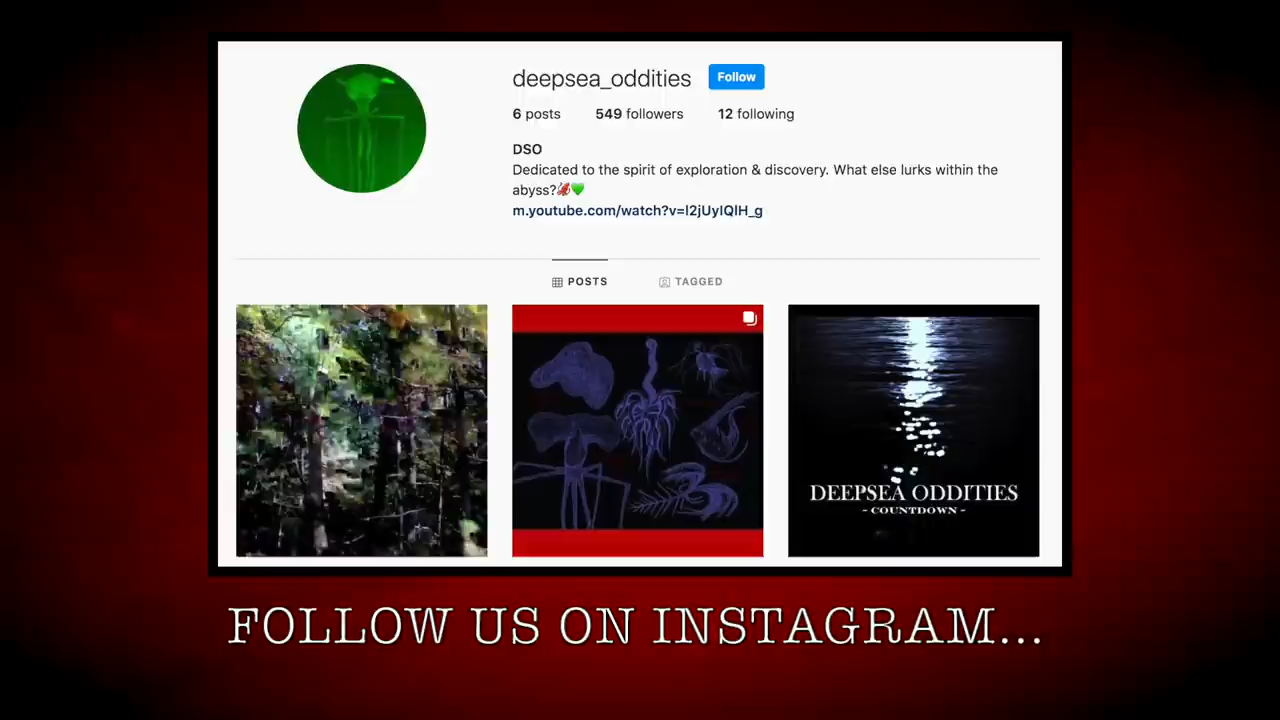 deepsea_oddities Follow
6 posts 549 followers 12 following
DSO
Dedicated to the spirit of exploration & discovery. What else lurks within the
abyss?🦂💚
m.youtube.com/watch?v=I2jUyIQIH_g
POSTS TAGGED
DEEPSEA ODDITIES
- COUNTDOWN -
FOLLOW US ON INSTAGRAM...